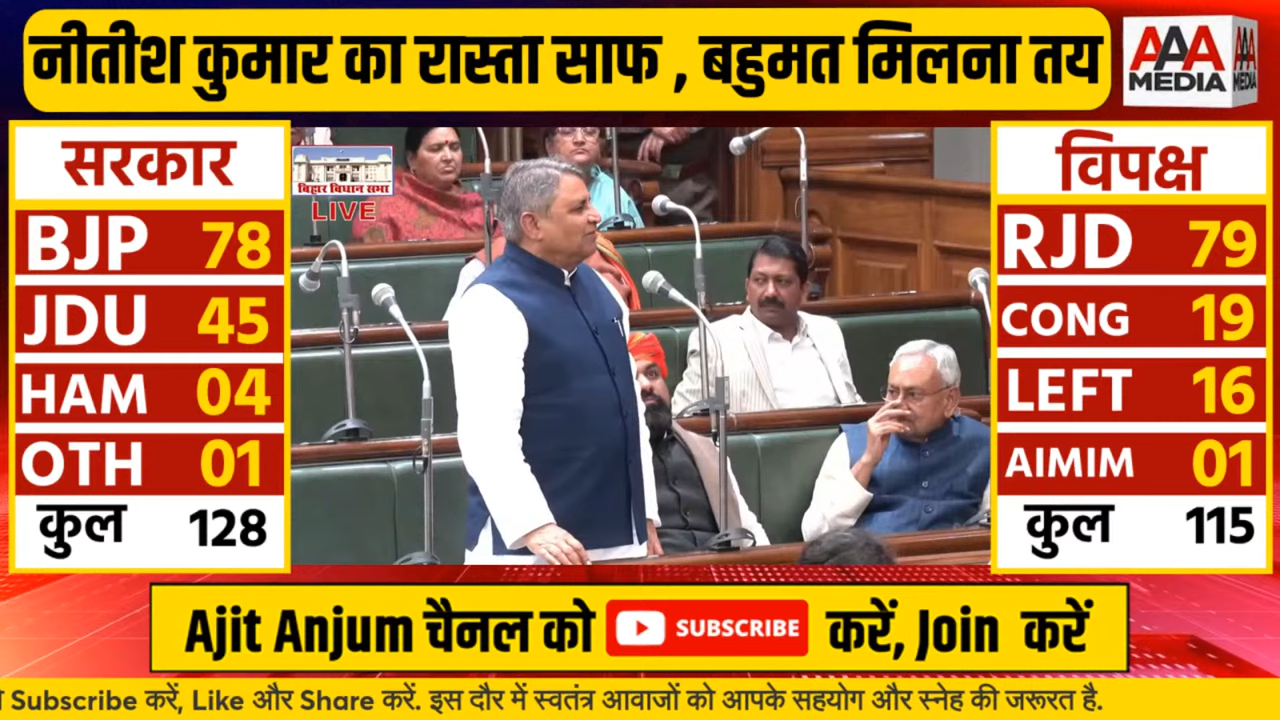 नीतीश कुमार का रास्ता साफ , बहुमत मिलना तय
AAA
MEDIA
AAA
MEDIA
सरकार
BJP 78
JDU 45
HAM 04
OTH 01
कुल 128
बिहार विधान सभा
LIVE
विपक्ष
RJD 79
CONG 19
LEFT 16
AIMIM 01
कुल 115
Ajit Anjum चैनल को SUBSCRIBE करें, Join करें
Subscribe करें, Like और Share करें. इस दौर में स्वतंत्र आवाजों को आपके सहयोग और स्नेह की जरूरत है.